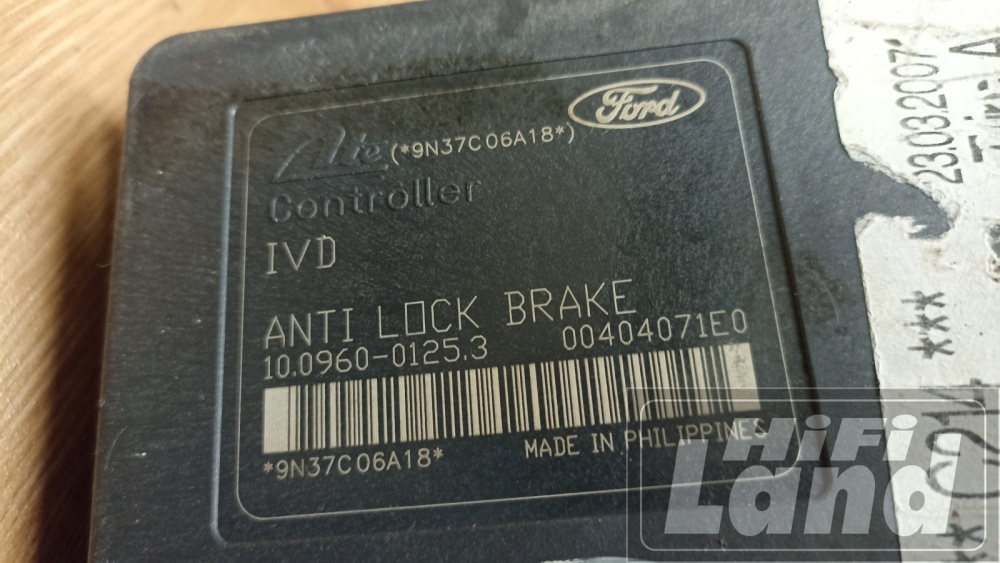 Ford
Ate (*9N37C06A18*)
Controller
IVD
ANTI LOCK BRAKE
10.0960-0125.3 00404071E0
*9N37C06A18* MADE IN PHILIPPINES
23.03.2007
***
HiFi
Land